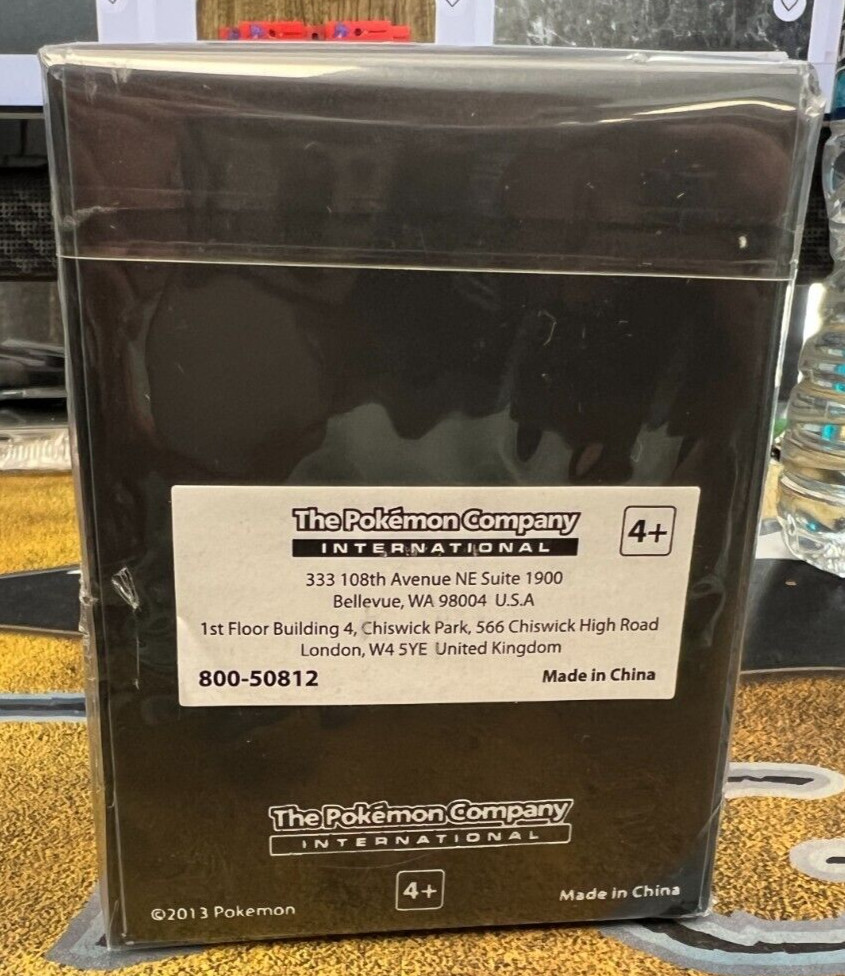 The Pokémon Company
INTERNATIONAL
4+
333 108th Avenue NE Suite 1900
Bellevue, WA 98004 U.S.A
1st Floor Building 4, Chiswick Park, 566 Chiswick High Road
London, W4 5YE United Kingdom
800-50812
Made in China
The Pokémon Company
INTERNATIONAL
4+
©2013 Pokemon
Made in China